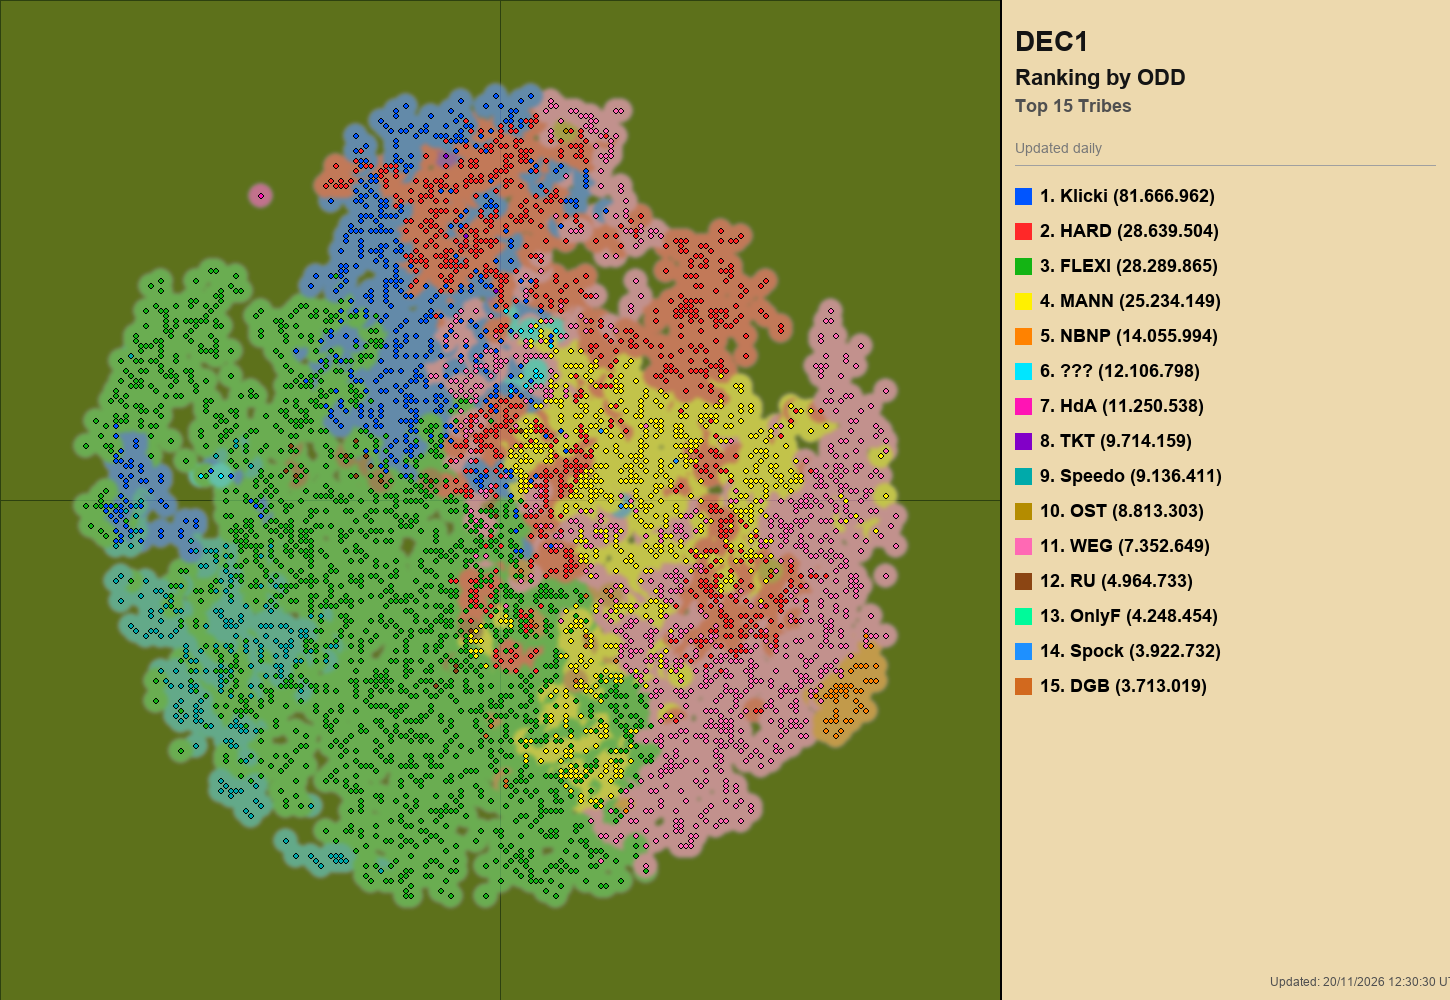 DEC1
Ranking by ODD
Top 15 Tribes
Updated daily
1. Klicki (81.666.962)
2. HARD (28.639.504)
3. FLEXI (28.289.865)
4. MANN (25.234.149)
5. NBNP (14.055.994)
6. ??? (12.106.798)
7. HdA (11.250.538)
8. TKT (9.714.159)
9. Speedo (9.136.411)
10. OST (8.813.303)
11. WEG (7.352.649)
12. RU (4.964.733)
13. OnlyF (4.248.454)
14. Spock (3.922.732)
15. DGB (3.713.019)
Updated: 20/11/2026 12:30:30 U